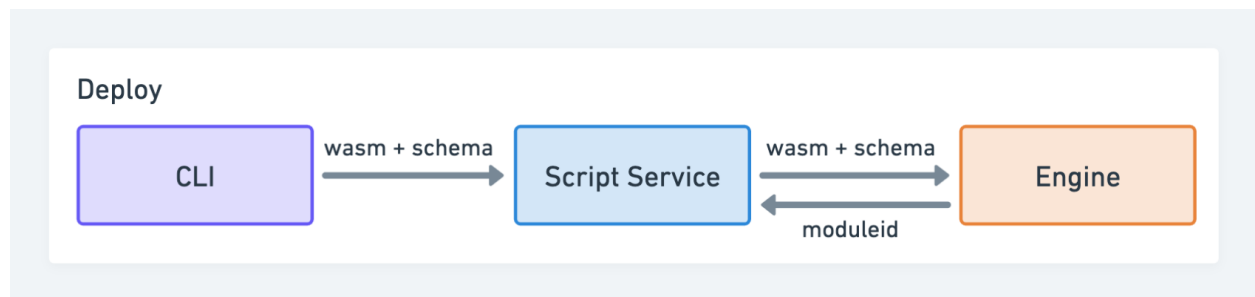 Deploy
CLI
wasm + schema
Script Service
wasm + schema
moduleid
Engine